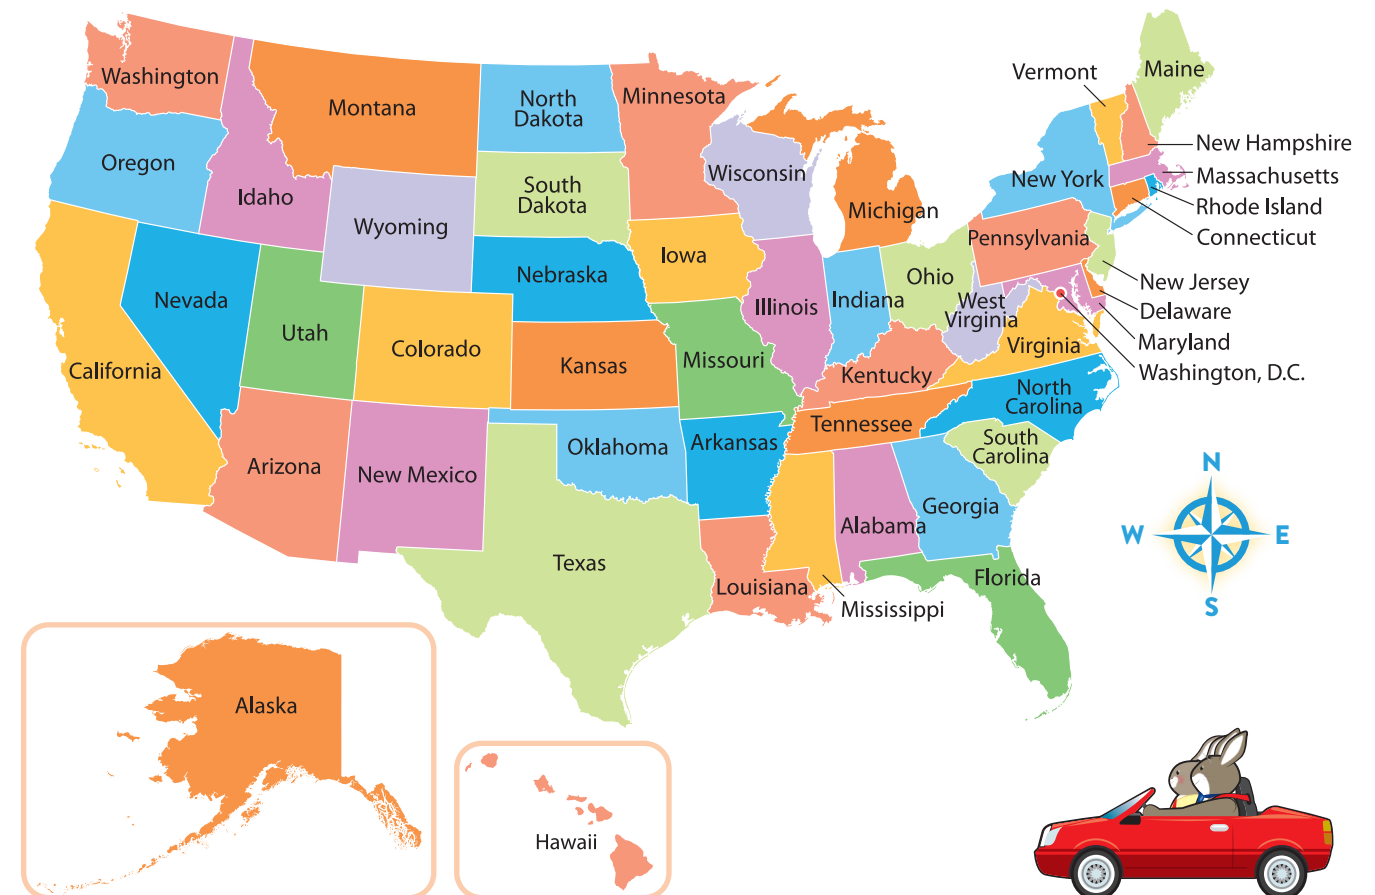 Washington
Montana
North
Dakota
Minnesota
Vermont
Maine
Oregon
Idaho
Wyoming
South
Dakota
Wisconsin
Michigan
New York
New Hampshire
Massachusetts
Rhode Island
Connecticut
Nevada
Utah
Colorado
Nebraska
Iowa
Illinois
Indiana
Ohio
Pennsylvania
West
Virginia
New Jersey
Delaware
Maryland
Washington, D.C.
California
Kansas
Missouri
Kentucky
Virginia
North
Carolina
Arizona
New Mexico
Oklahoma
Arkansas
Tennessee
South
Carolina
Texas
Louisiana
Mississippi
Alabama
Georgia
Florida
N
W
E
S
Alaska
Hawaii